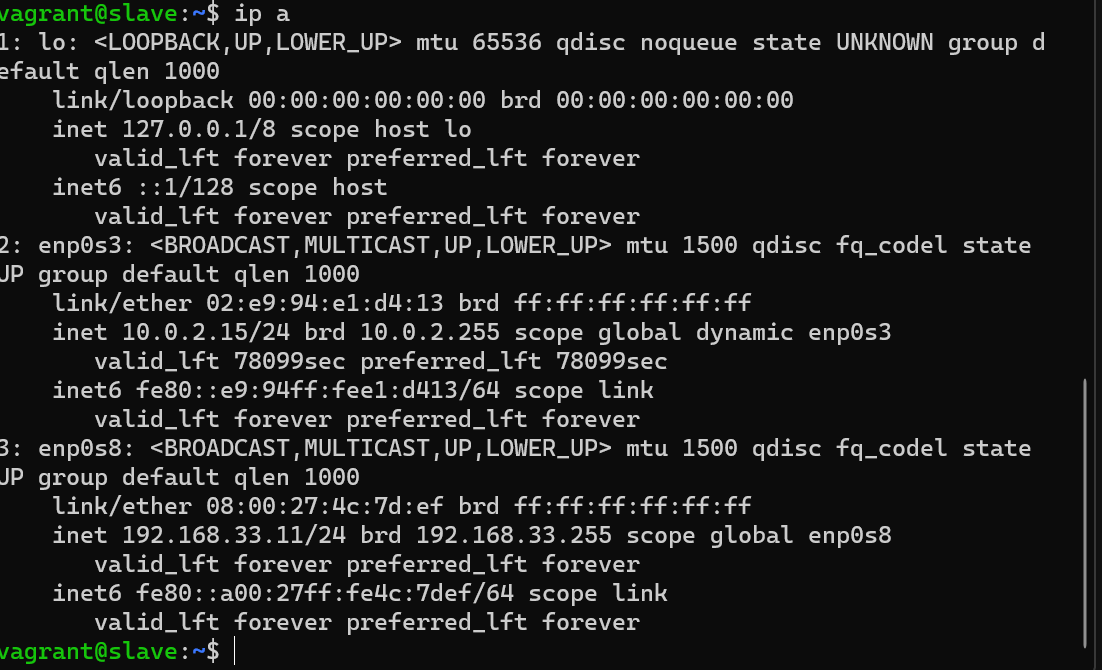 vagrant@slave:~$ ip a
1: lo: <LOOPBACK,UP,LOWER_UP> mtu 65536 qdisc noqueue state UNKNOWN group d
efault qlen 1000
    link/loopback 00:00:00:00:00:00 brd 00:00:00:00:00:00
    inet 127.0.0.1/8 scope host lo
       valid_lft forever preferred_lft forever
    inet6 ::1/128 scope host
       valid_lft forever preferred_lft forever
2: enp0s3: <BROADCAST,MULTICAST,UP,LOWER_UP> mtu 1500 qdisc fq_codel state
UP group default qlen 1000
    link/ether 02:e9:94:e1:d4:13 brd ff:ff:ff:ff:ff:ff
    inet 10.0.2.15/24 brd 10.0.2.255 scope global dynamic enp0s3
       valid_lft 78099sec preferred_lft 78099sec
    inet6 fe80::e9:94ff:fee1:d413/64 scope link
       valid_lft forever preferred_lft forever
3: enp0s8: <BROADCAST,MULTICAST,UP,LOWER_UP> mtu 1500 qdisc fq_codel state
UP group default qlen 1000
    link/ether 08:00:27:4c:7d:ef brd ff:ff:ff:ff:ff:ff
    inet 192.168.33.11/24 brd 192.168.33.255 scope global enp0s8
       valid_lft forever preferred_lft forever
    inet6 fe80::a00:27ff:fe4c:7def/64 scope link
       valid_lft forever preferred_lft forever
vagrant@slave:~$